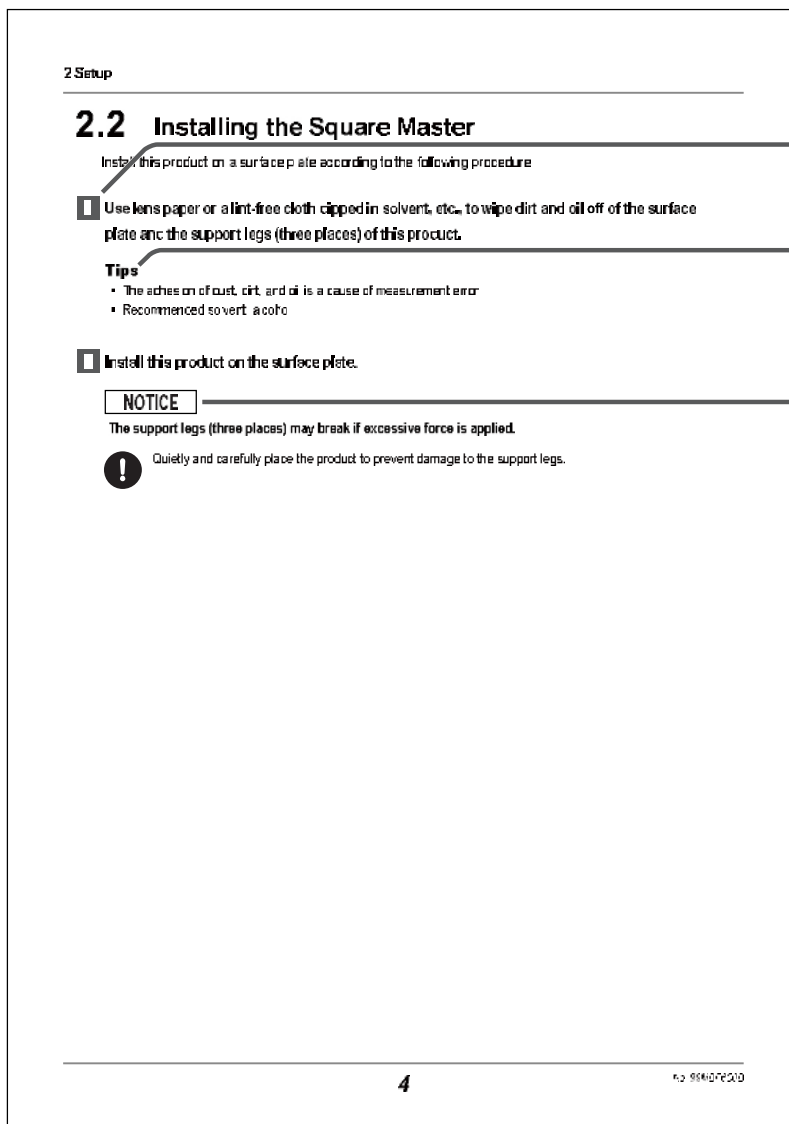 2 Setup
2.2 Installing the Square Master
Install this product on a surface plate according to the following procedure
Use lens paper or a lint-free cloth dipped in solvent, etc., to wipe dirt and oil off of the surface
plate and the support legs (three places) of this product.
Tips
• The adhesion of dust, dirt, and oil is a cause of measurement error
• Recommended solvent: alcohol
Install this product on the surface plate.
NOTICE
The support legs (three places) may break if excessive force is applied.
Quietly and carefully place the product to prevent damage to the support legs.
4